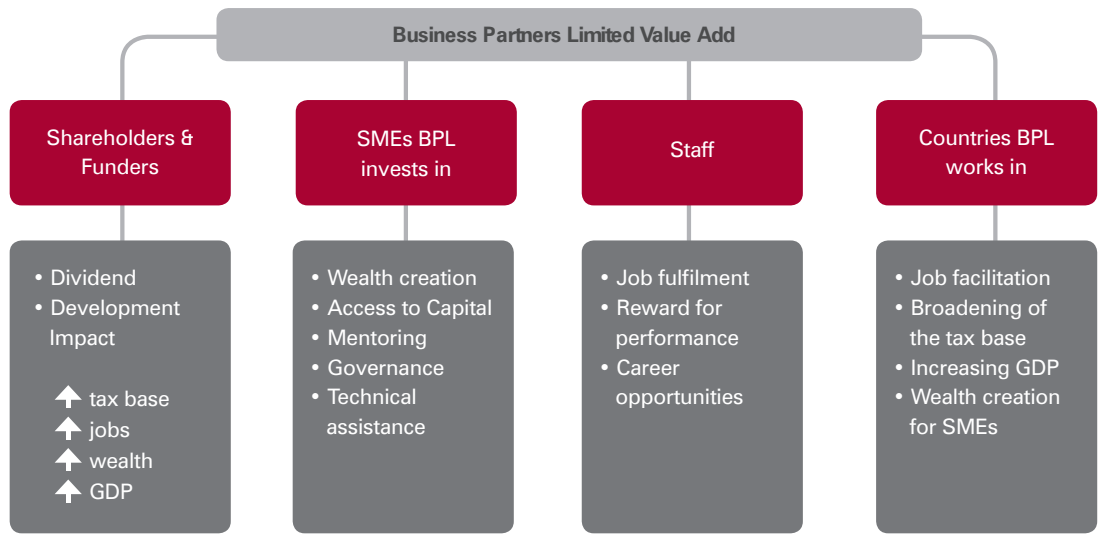 Business Partners Limited Value Add
Shareholders &
Funders
• Dividend
• Development
Impact
tax base
jobs
wealth
GDP
SMEs BPL
invests in
• Wealth creation
• Access to Capital
• Mentoring
• Governance
• Technical
assistance
Staff
• Job fulfilment
• Reward for
performance
• Career
opportunities
Countries BPL
works in
• Job facilitation
• Broadening of
the tax base
• Increasing GDP
• Wealth creation
for SMEs